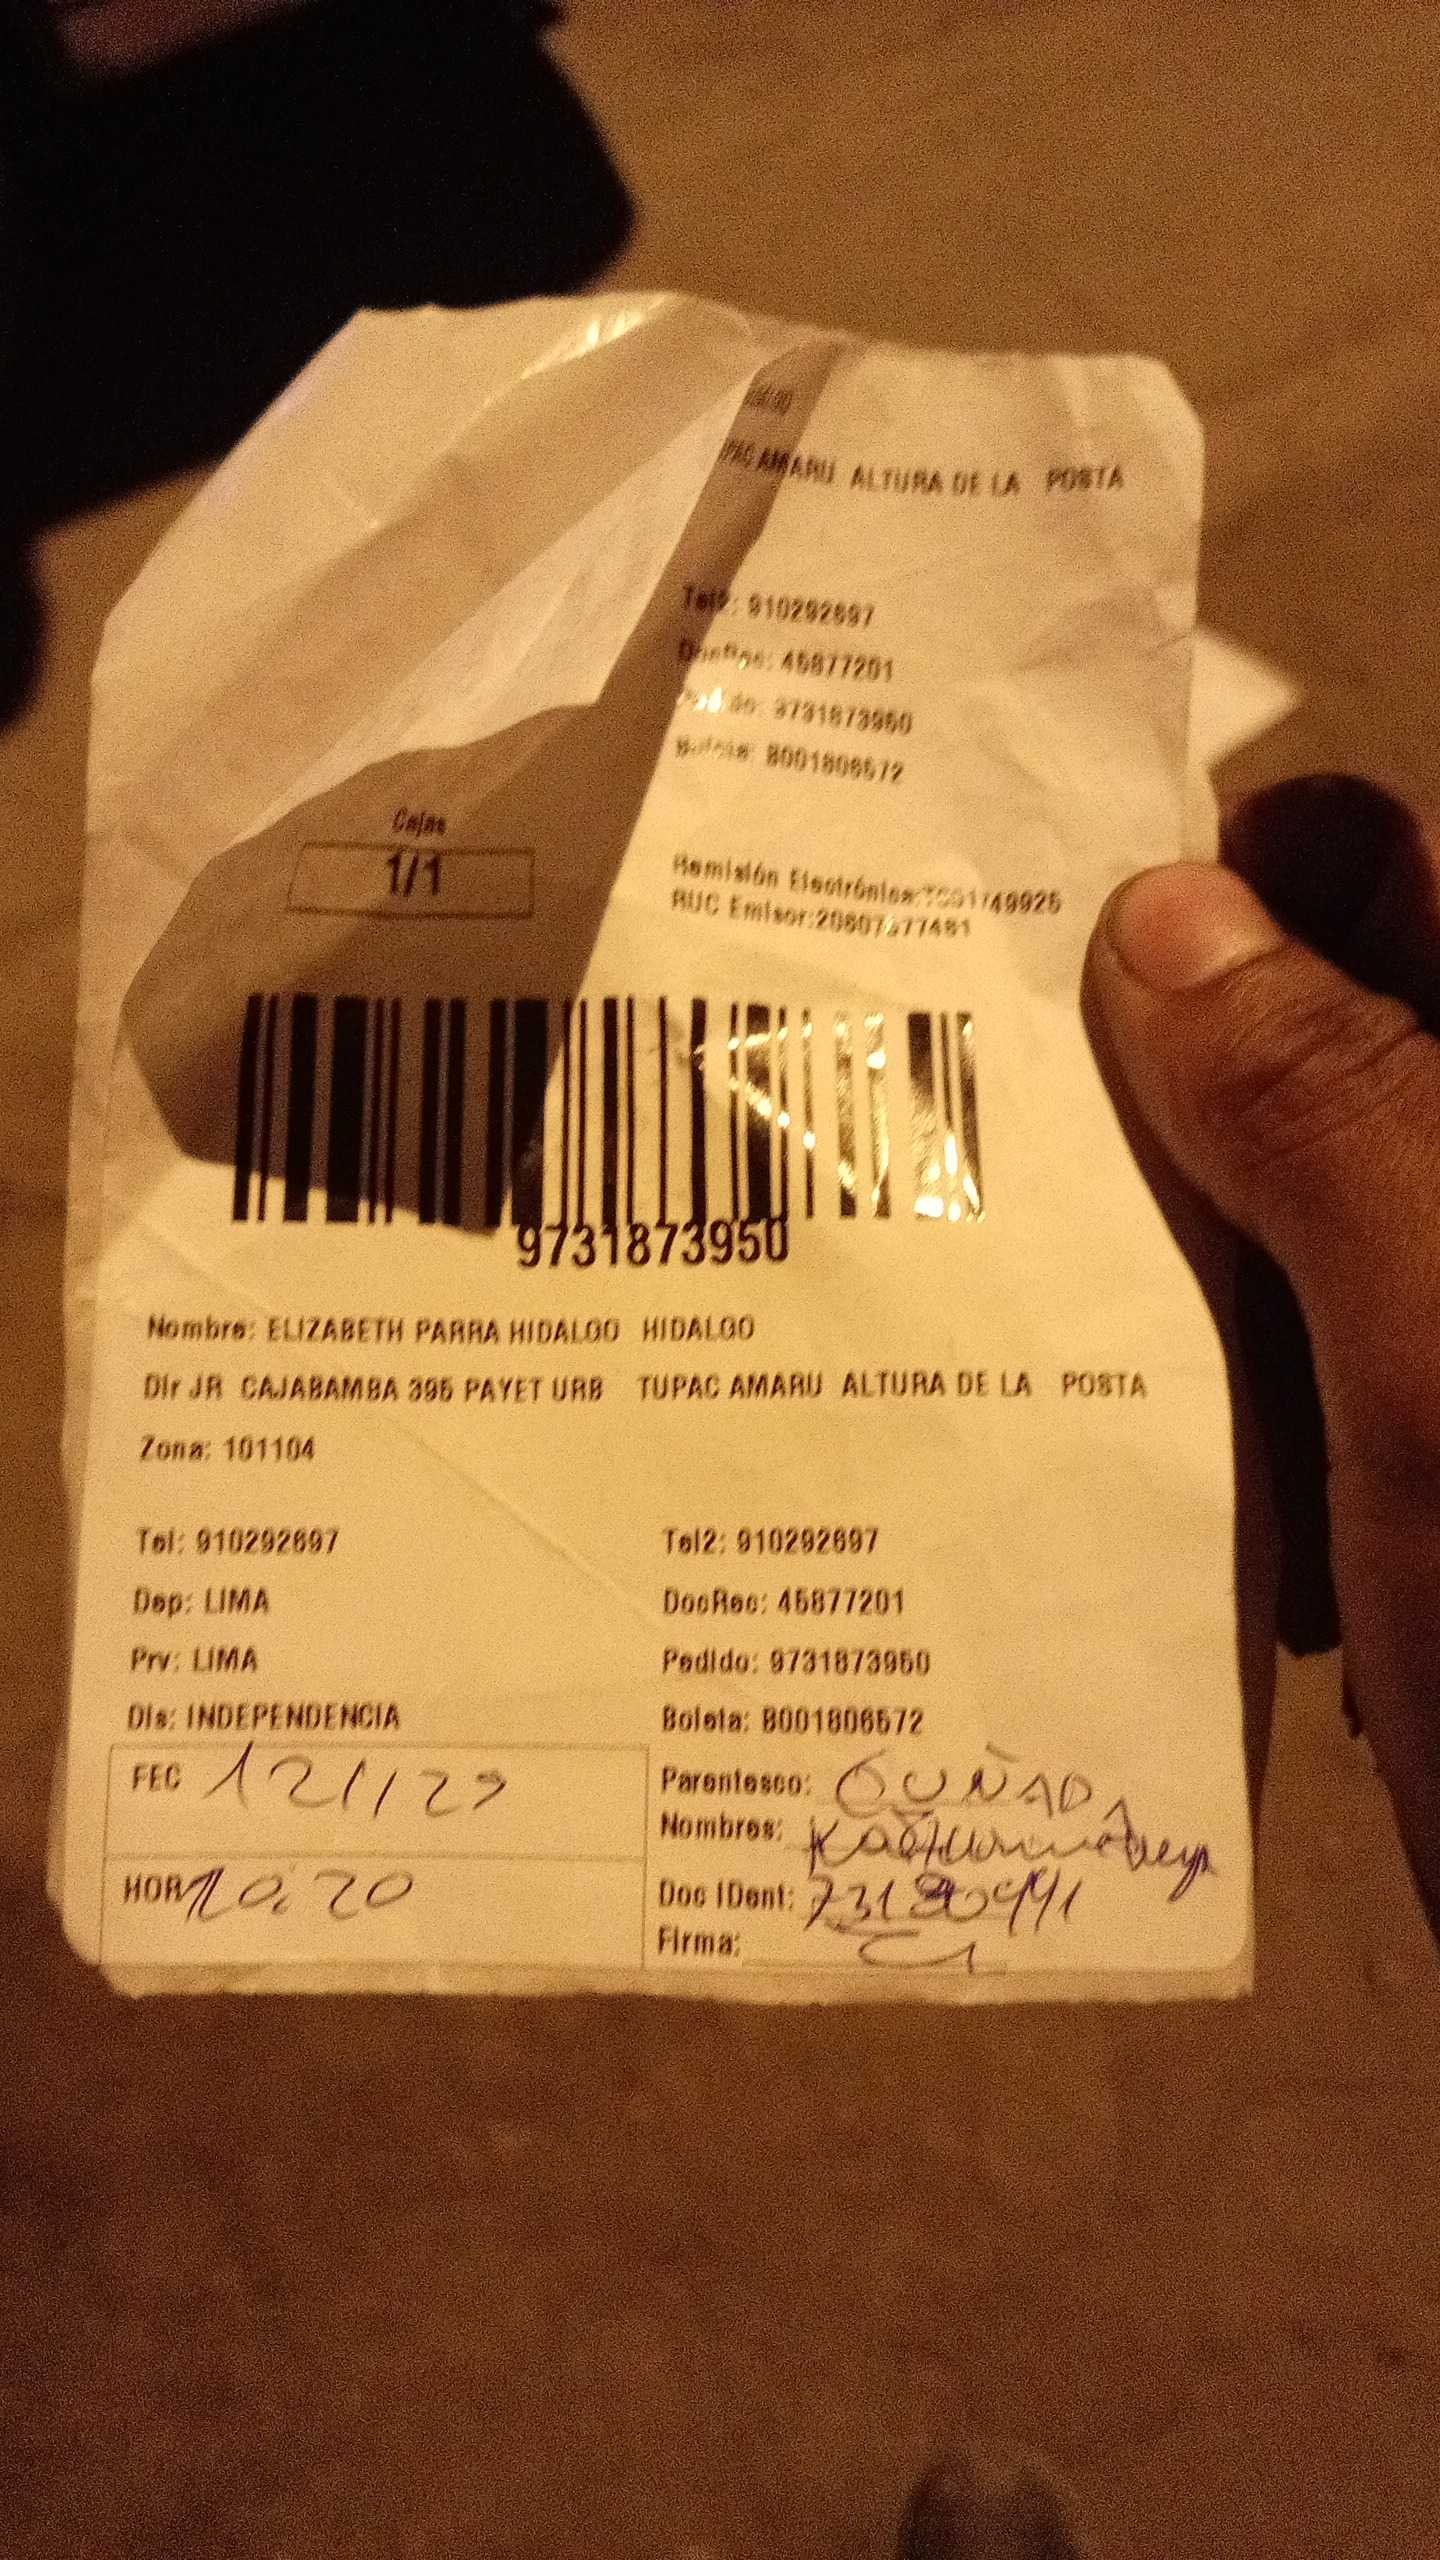 PAC AMARU ALTURA DE LA POSTA
Tel2: 910292697
DocRec: 45877201
9731873950
Boleta: B001806572
Cajas
1/1
Remisión Electrónica:
RUC Emisor:
9731873950
Nombre: ELIZABETH PARRA HIDALGO HIDALGO
Dir JR CAJABAMBA 395 PAYET URB TUPAC AMARU ALTURA DE LA POSTA
Zona: 101104
Tel: 910292697 Tel2: 910292697
Dep: LIMA DocRec: 45877201
Prv: LIMA Pedido: 9731873950
Dis: INDEPENDENCIA Boleta: B001806572
FEC Parentesco: CUÑADA
Nombres:
HOR Doc IDent:
Firma: